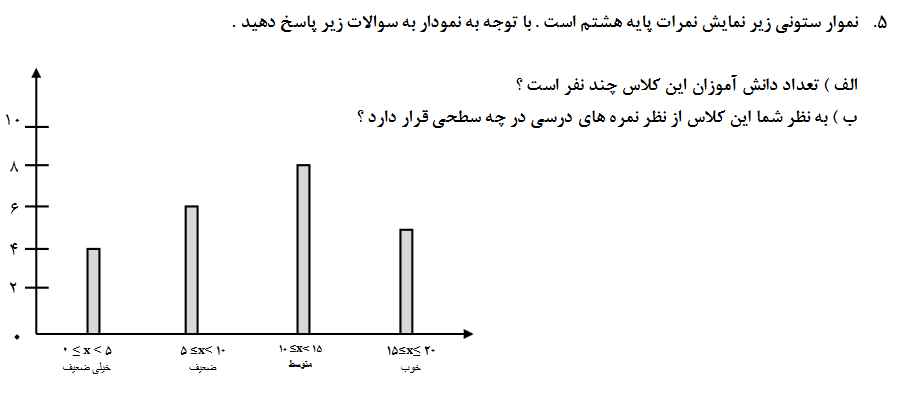 ۵. نموار ستونی زیر نمایش نمرات پایه هشتم است . با توجه به نمودار به سوالات زیر پاسخ دهید .
الف ) تعداد دانش آموزان این کلاس چند نفر است ؟
ب ) به نظر شما این کلاس از نظر نمره های درسی در چه سطحی قرار دارد ؟
۱۰
۸
۶
۴
۲
۰
۰ ≤ x < ۵
۵ ≤x< ۱۰
۱۰ ≤x< ۱۵
۱۵≤x≤ ۲۰
خیلی ضعیف
ضعیف
متوسط
خوب